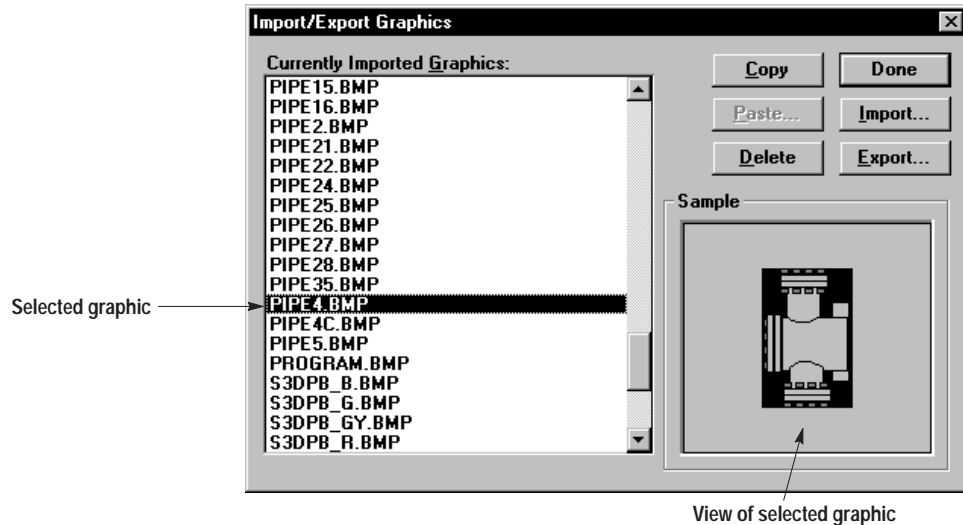 Import/Export Graphics
Currently Imported Graphics:
PIPE15.BMP
PIPE16.BMP
PIPE2.BMP
PIPE21.BMP
PIPE22.BMP
PIPE24.BMP
PIPE25.BMP
PIPE26.BMP
PIPE27.BMP
PIPE28.BMP
PIPE35.BMP
PIPE4.BMP
PIPE4C.BMP
PIPE5.BMP
PROGRAM.BMP
S3DPB_B.BMP
S3DPB_G.BMP
S3DPB_GY.BMP
S3DPB_R.BMP
Copy
Done
Paste...
Import...
Delete
Export...
Sample
Selected graphic
View of selected graphic